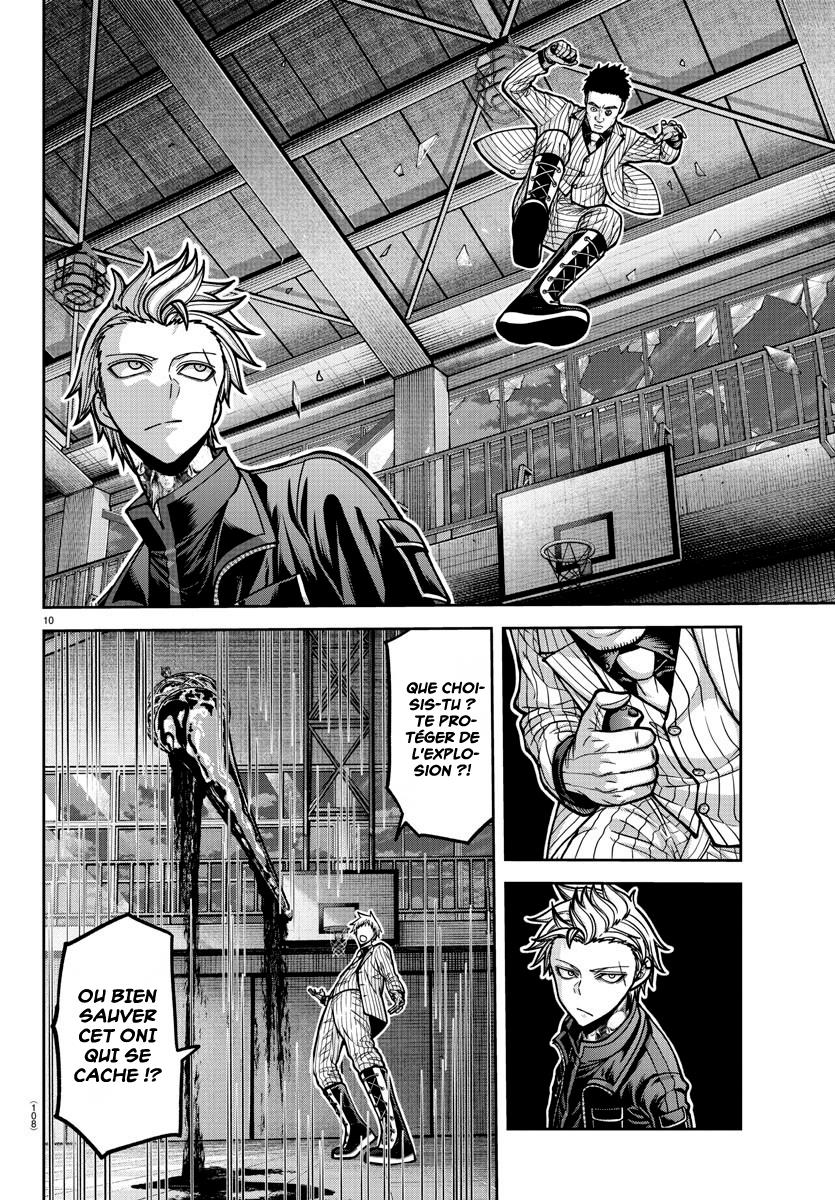 10
QUE CHOI-
SIS-TU ?
TE PRO-
TÉGER DE
L'EXPLO-
SION ?!
OU BIEN
SAUVER
CET ONI
QUI SE
CACHE !?
(108)